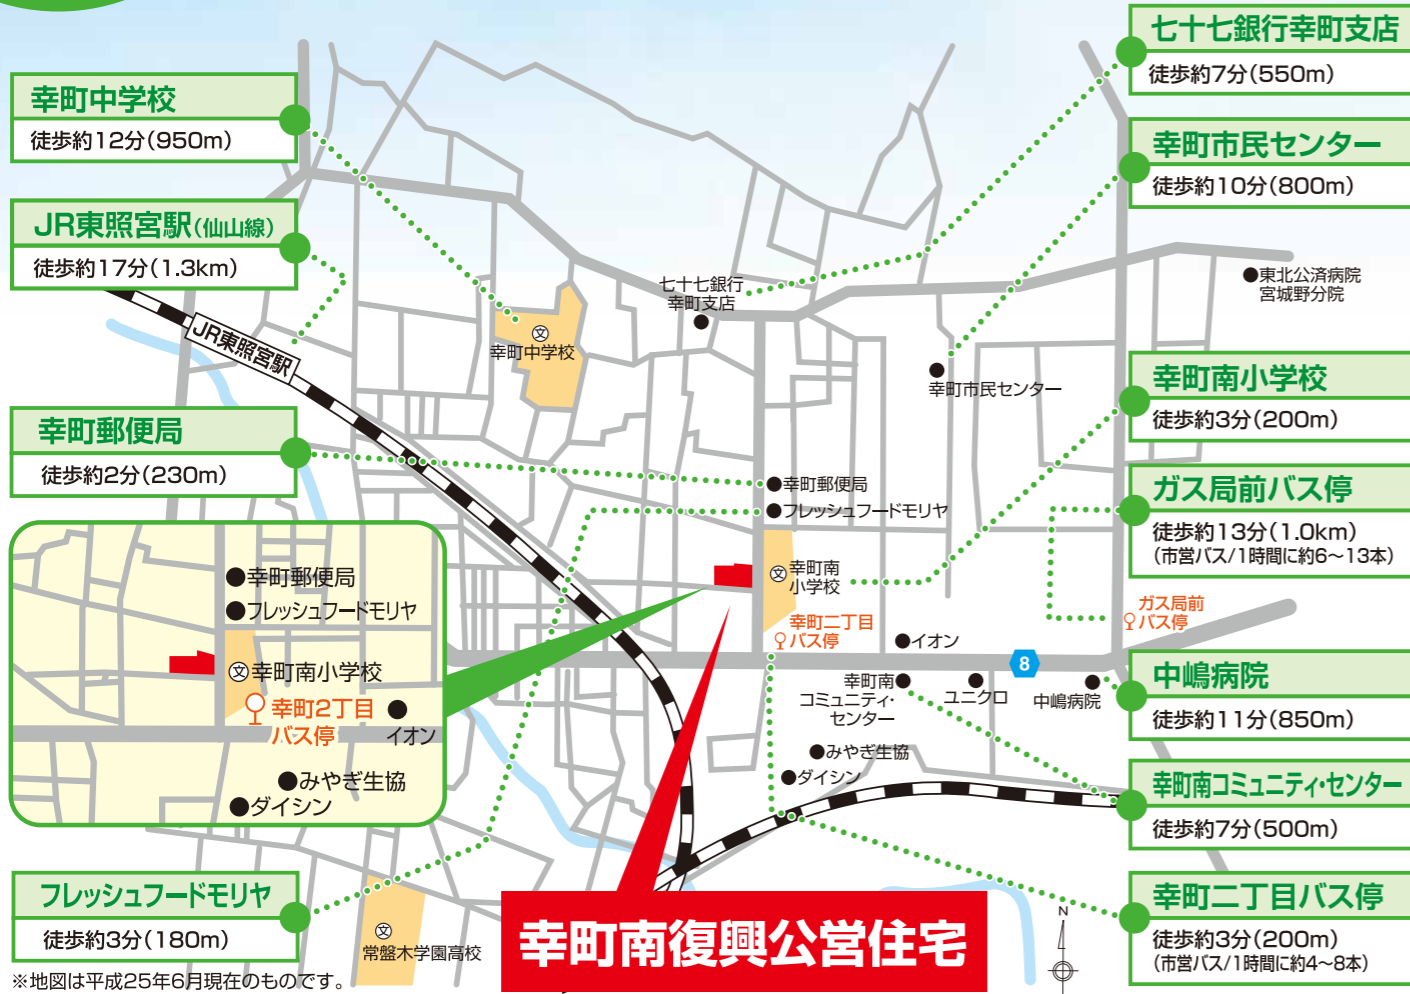 幸町中学校
徒歩約12分(950m)
JR東照宮駅(仙山線)
徒歩約17分(1.3km)
幸町郵便局
徒歩約2分(230m)
フレッシュフードモリヤ
徒歩約3分(180m)
※地図は平成25年6月現在のものです。
七十七銀行幸町支店
徒歩約7分(550m)
幸町市民センター
徒歩約10分(800m)
幸町南小学校
徒歩約3分(200m)
ガス局前バス停
徒歩約13分(1.0km)
(市営バス/1時間に約6〜13本)
中嶋病院
徒歩約11分(850m)
幸町南コミュニティ・センター
徒歩約7分(500m)
幸町二丁目バス停
徒歩約3分(200m)
(市営バス/1時間に約4〜8本)
JR東照宮駅
文
幸町中学校
七十七銀行
幸町支店
東北公済病院
宮城野分院
幸町市民センター
幸町郵便局
フレッシュフードモリヤ
文
幸町南
小学校
幸町二丁目
バス停
ガス局前
バス停
イオン
8
幸町南
コミュニティ・
センター
ユニクロ
中嶋病院
みやぎ生協
ダイシン
文
常盤木学園高校
幸町郵便局
フレッシュフードモリヤ
文
幸町南小学校
幸町2丁目
バス停
イオン
みやぎ生協
ダイシン
幸町南復興公営住宅
N